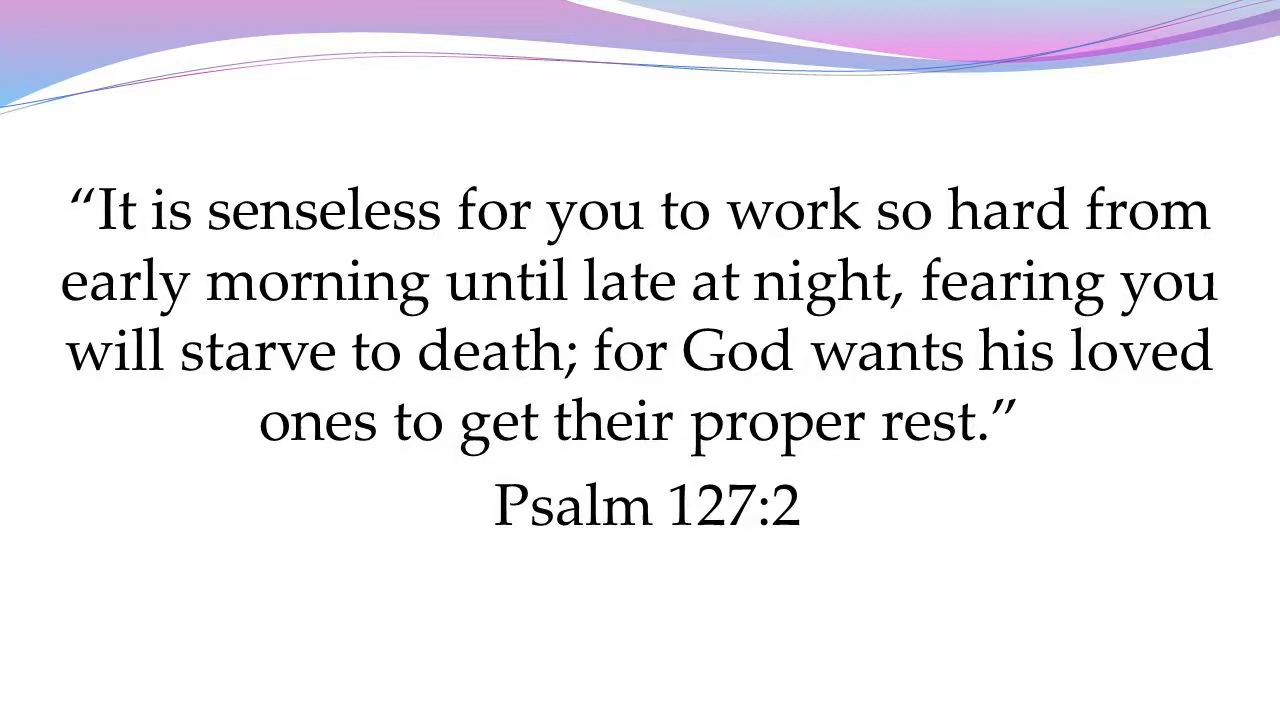 “It is senseless for you to work so hard from
early morning until late at night, fearing you
will starve to death; for God wants his loved
ones to get their proper rest.”
Psalm 127:2